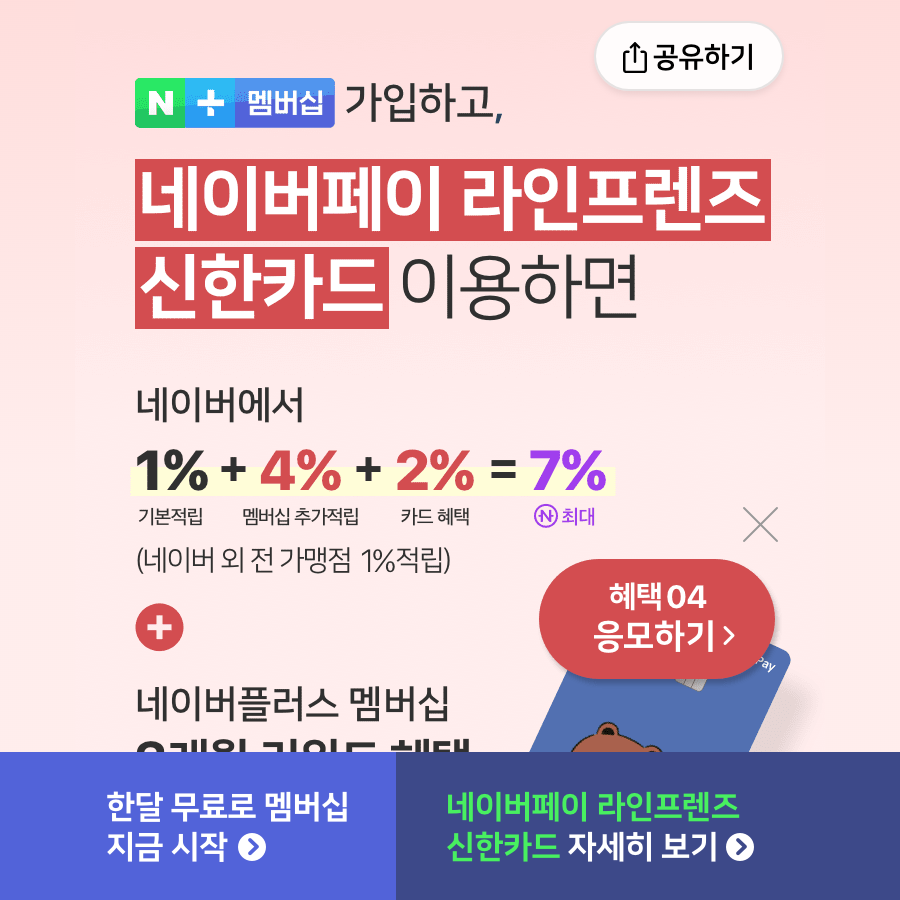 공유하기
N + 멤버십 가입하고,
네이버페이 라인프렌즈
신한카드 이용하면
네이버에서
1% + 4% + 2% = 7%
기본적립 멤버십 추가적립 카드 혜택 N 최대
(네이버 외 전 가맹점 1%적립)
혜택 04
응모하기 >
+
Pay
네이버플러스 멤버십
한달 무료로 멤버십
지금 시작
네이버페이 라인프렌즈
신한카드 자세히 보기